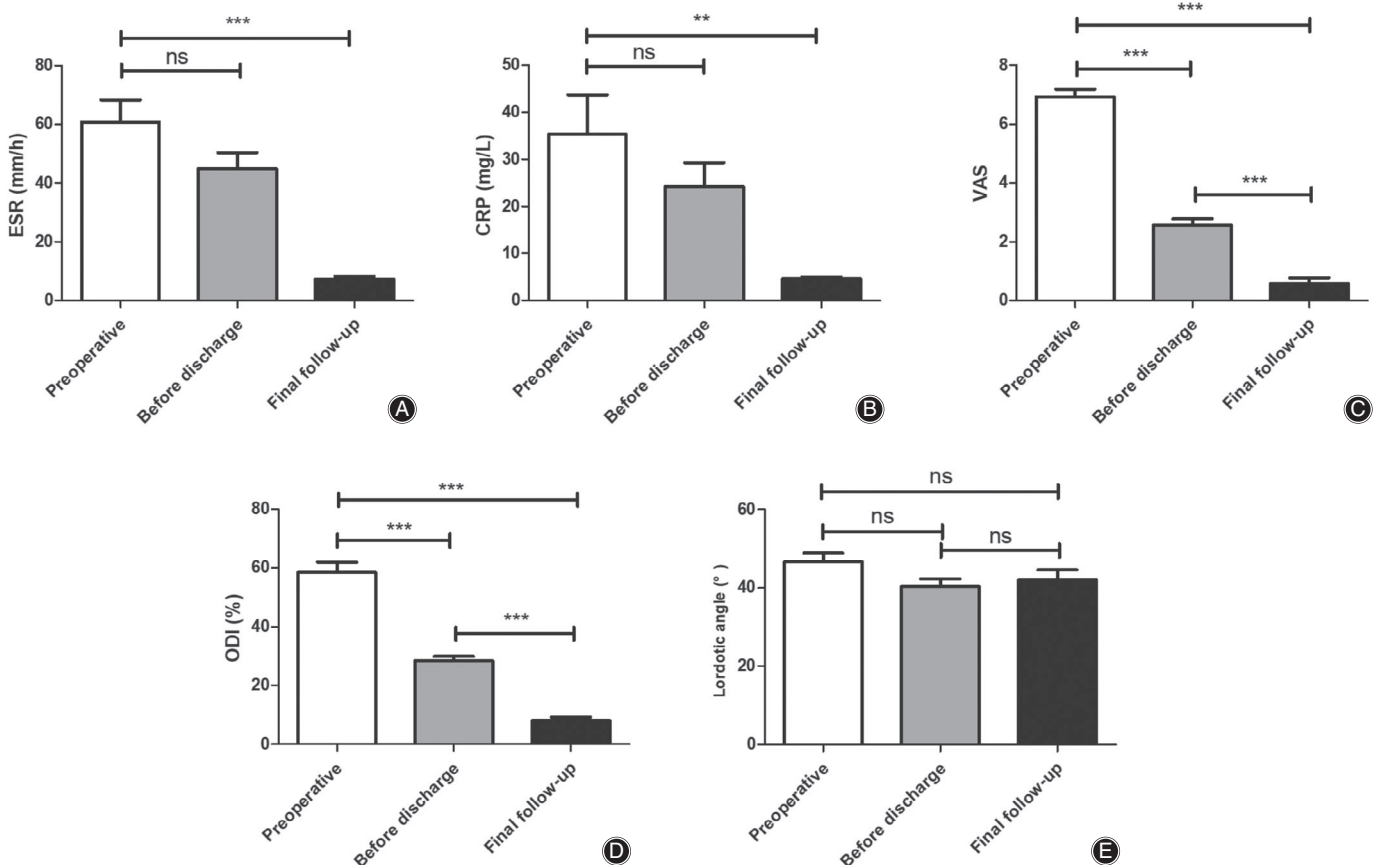 ***
ns
80
60
40
20
0
ESR (mm/h)
Preoperative
Before discharge
Final follow-up
A
**
ns
50
40
30
20
10
0
CRP (mg/L)
Preoperative
Before discharge
Final follow-up
B
***
***
***
8
6
4
2
0
VAS
Preoperative
Before discharge
Final follow-up
C
***
***
***
80
60
40
20
0
ODI (%)
Preoperative
Before discharge
Final follow-up
D
ns
ns
ns
60
40
20
0
Lordotic angle (° )
Preoperative
Before discharge
Final follow-up
E